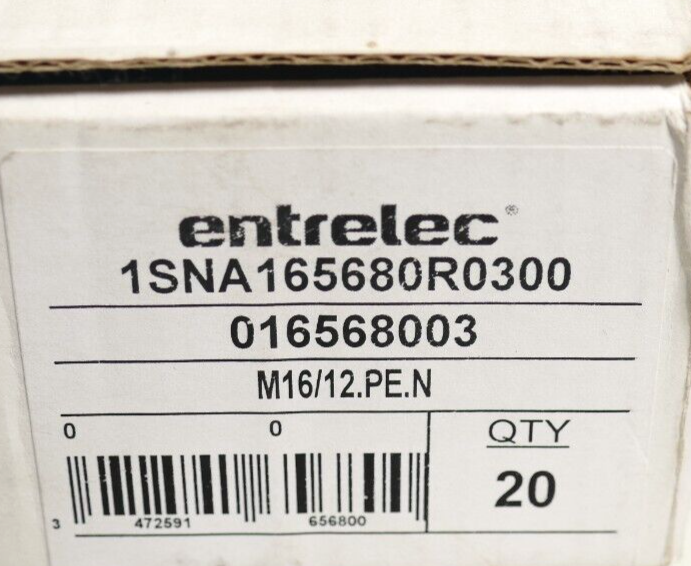 entrelec®
1SNA165680R0300
016568003
M16/12.PE.N
0 0
QTY
20
3 472591 656800